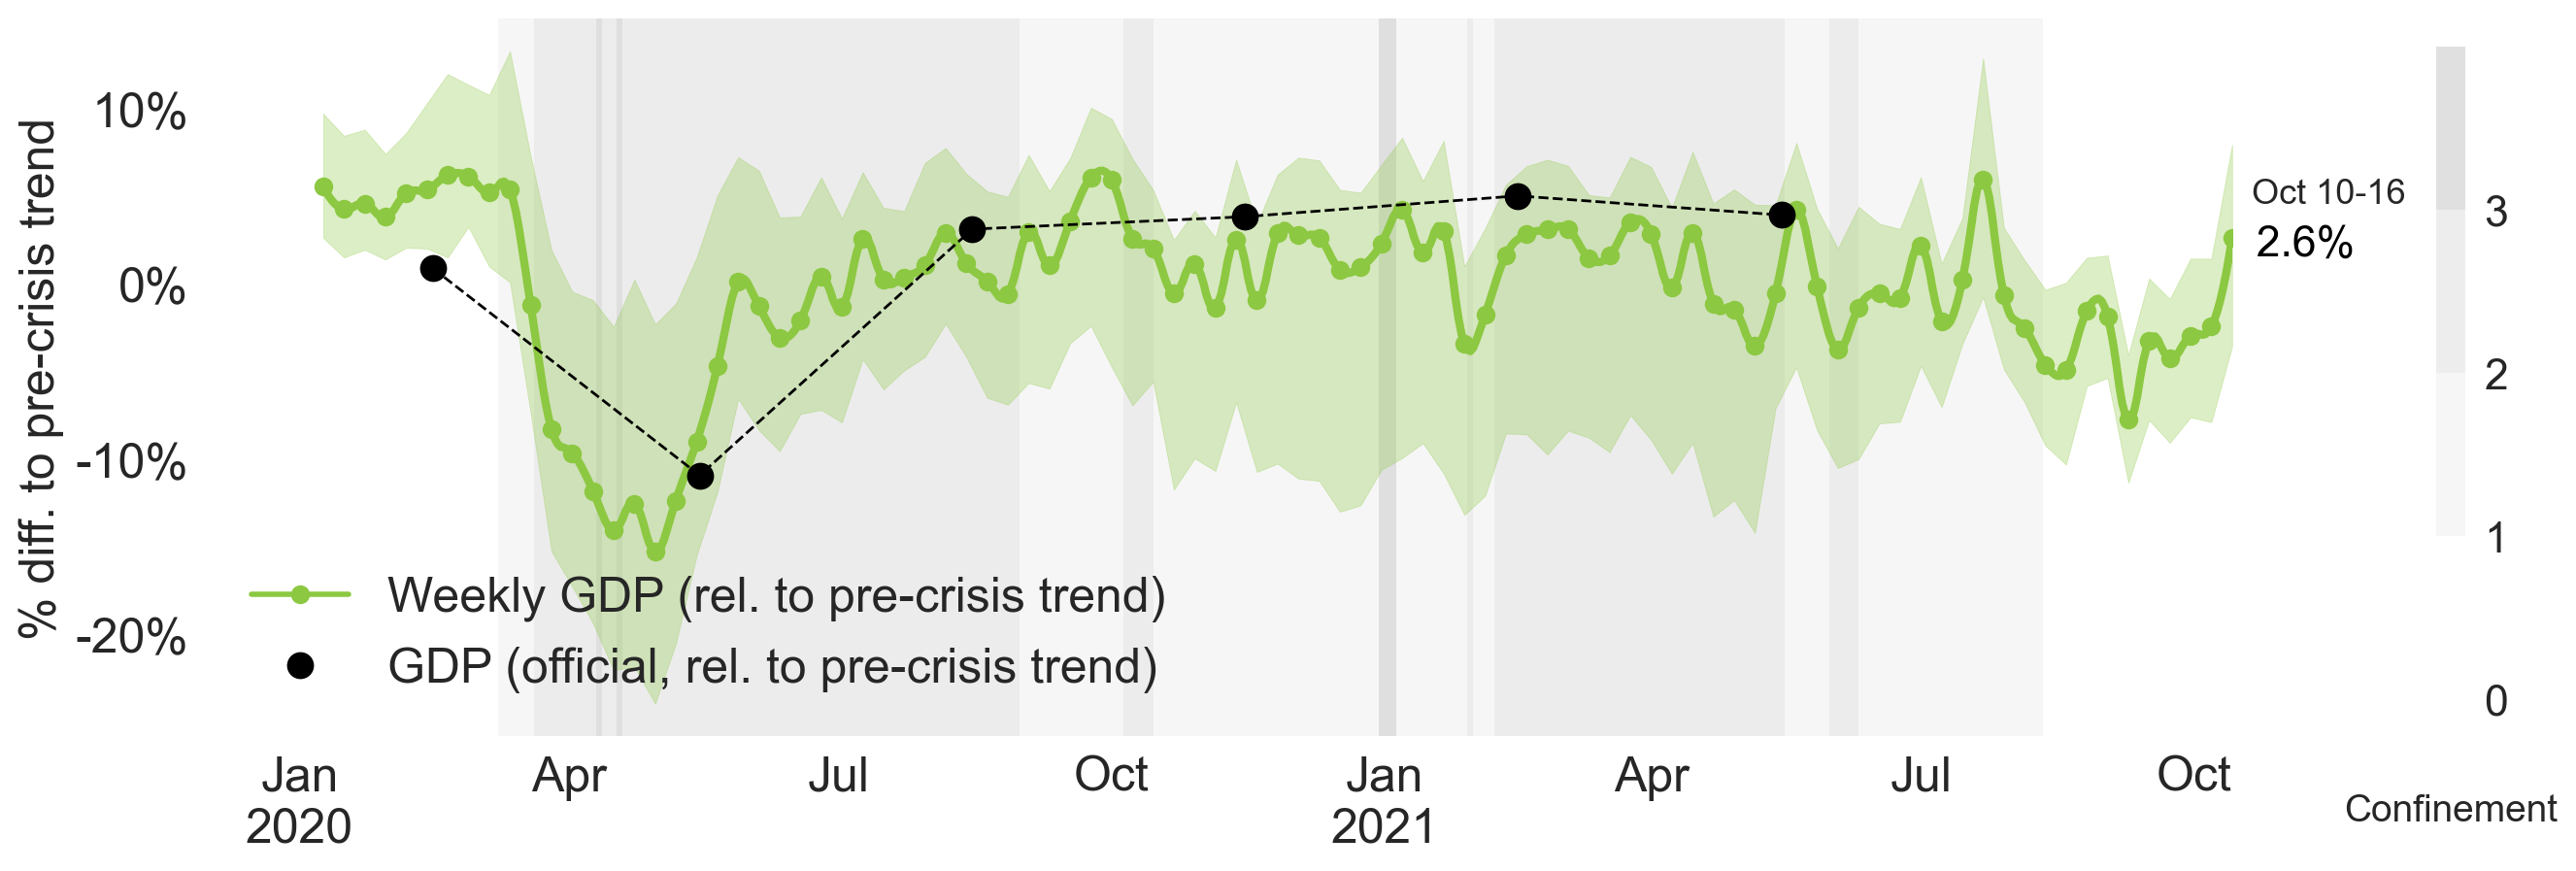 % diff. to pre-crisis trend
10%
0%
-10%
-20%
Weekly GDP (rel. to pre-crisis trend)
GDP (official, rel. to pre-crisis trend)
Jan
2020
Apr
Jul
Oct
Jan
2021
Apr
Jul
Oct
Oct 10-16
2.6%
3
2
1
0
Confinement